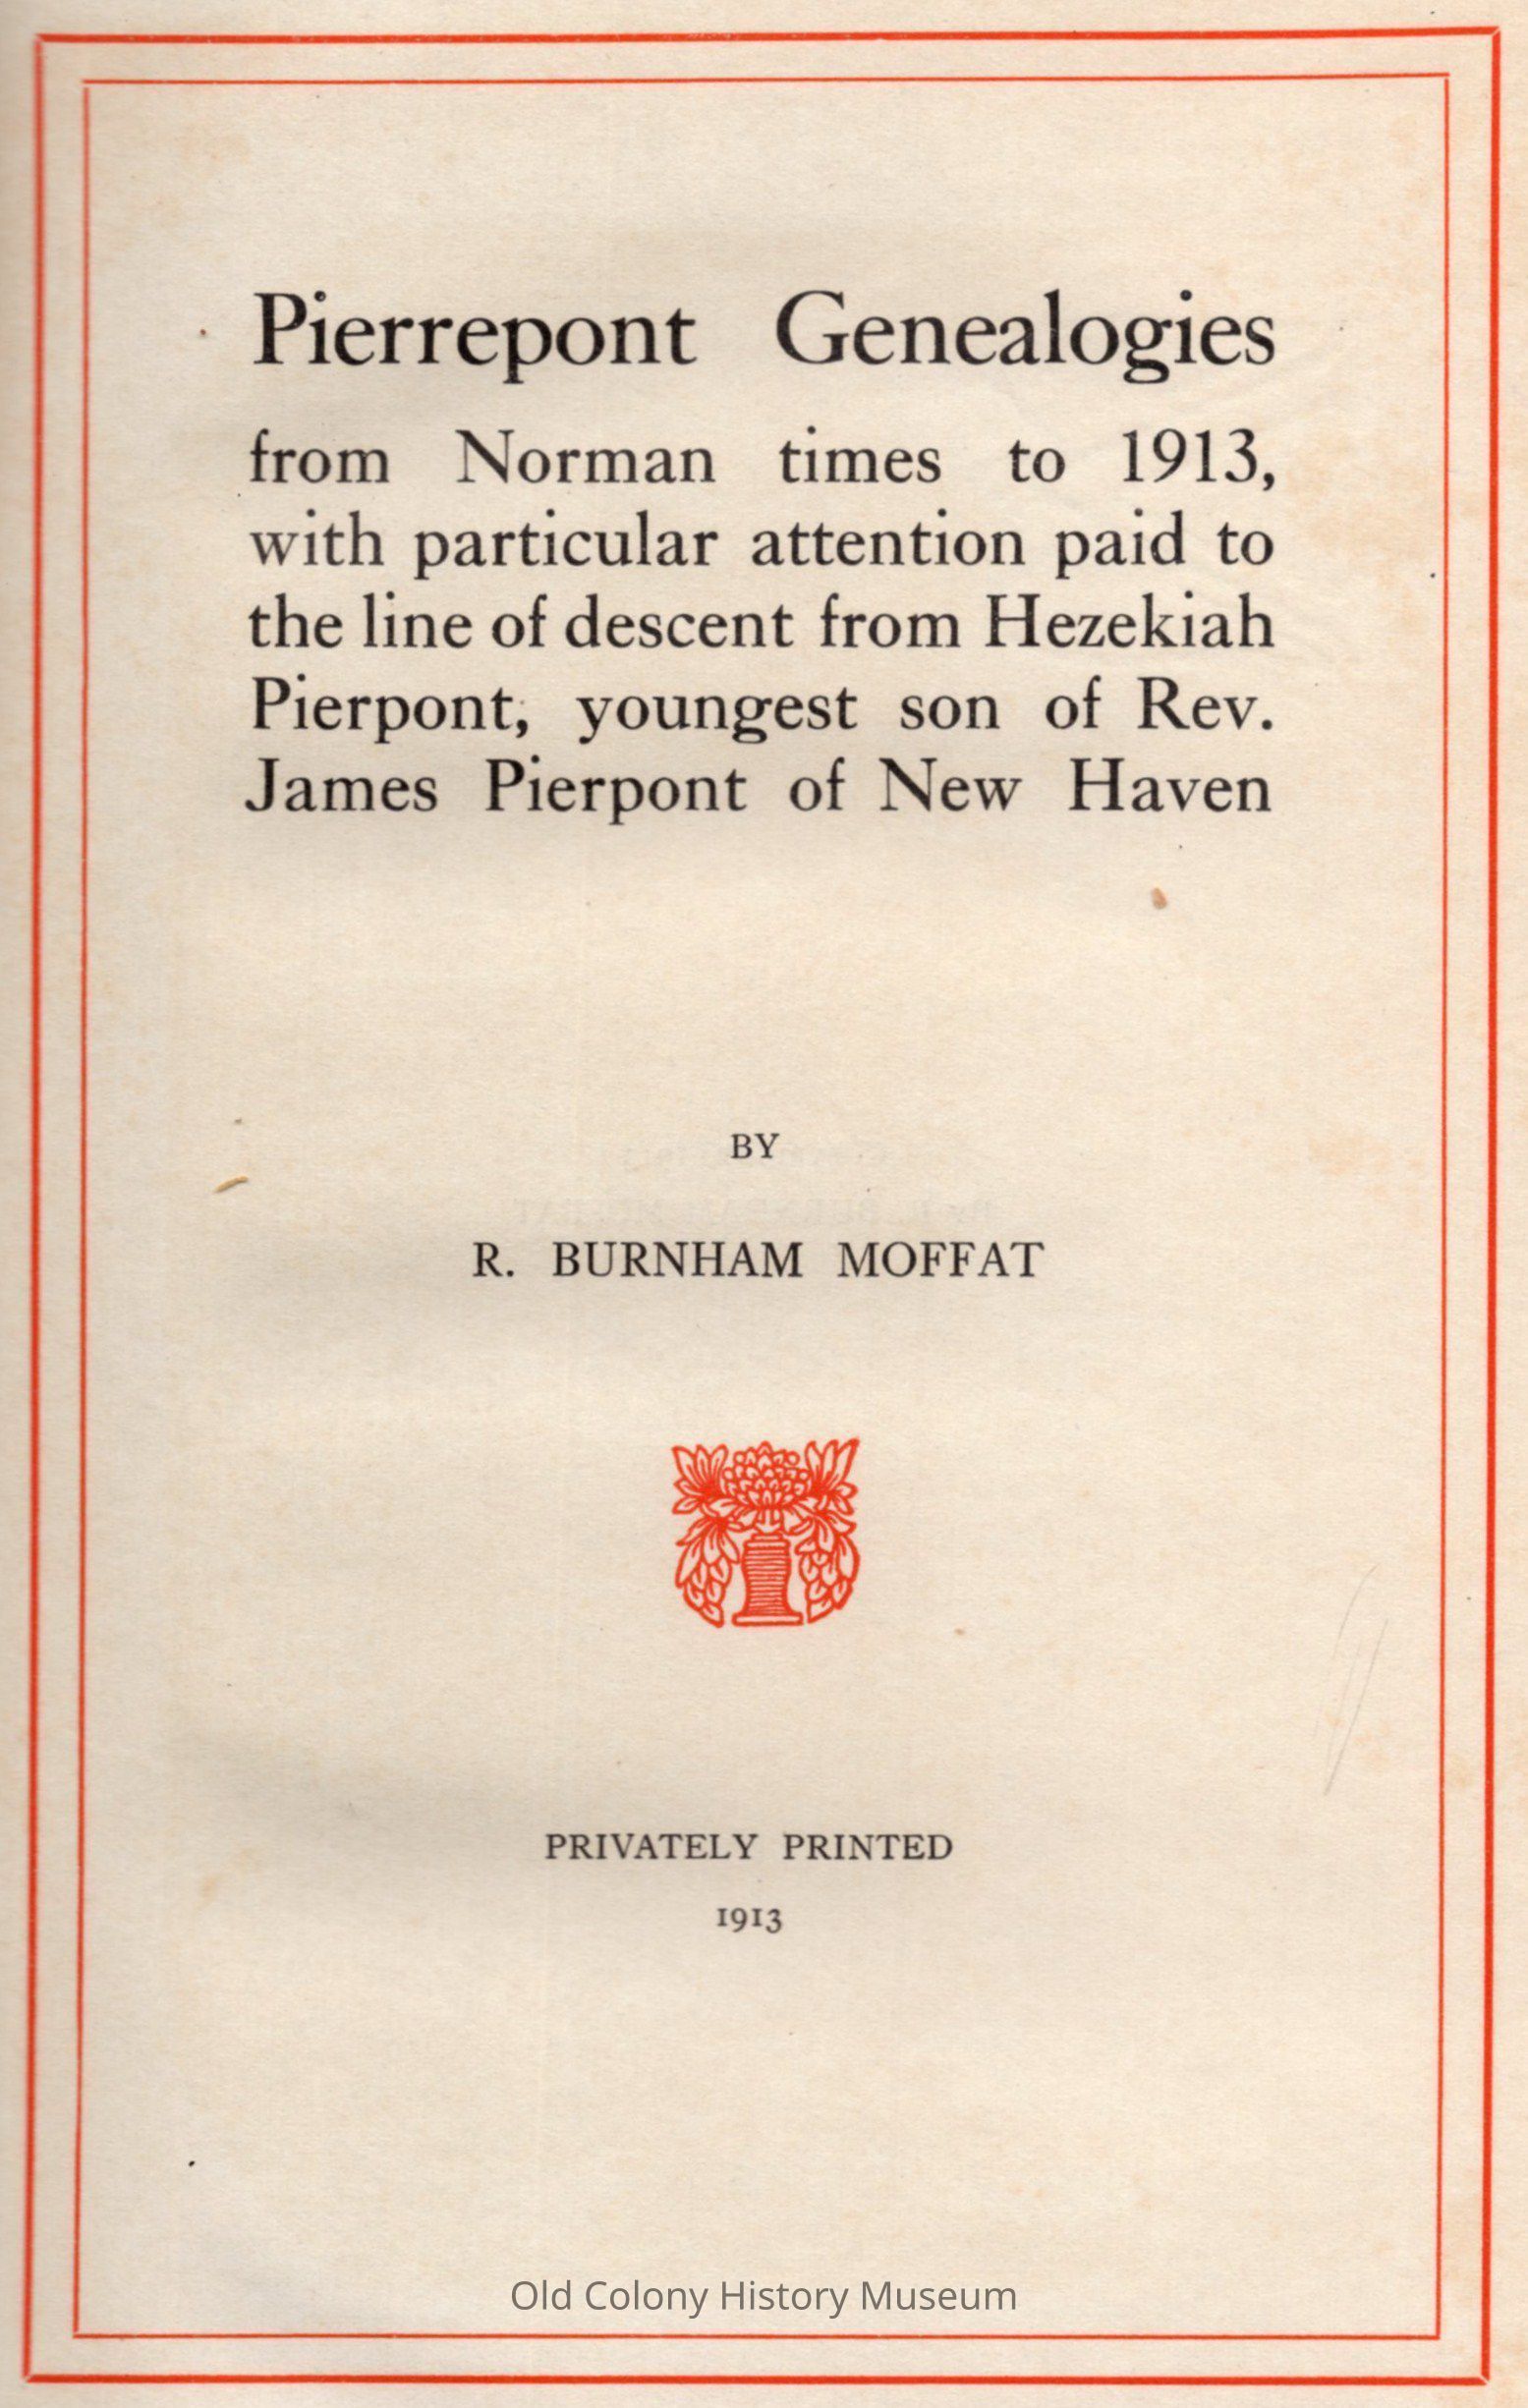 Pierrepont Genealogies
from Norman times to 1913,
with particular attention paid to
the line of descent from Hezekiah
Pierpont, youngest son of Rev.
James Pierpont of New Haven
BY
R. BURNHAM MOFFAT
PRIVATELY PRINTED
1913
Old Colony History Museum